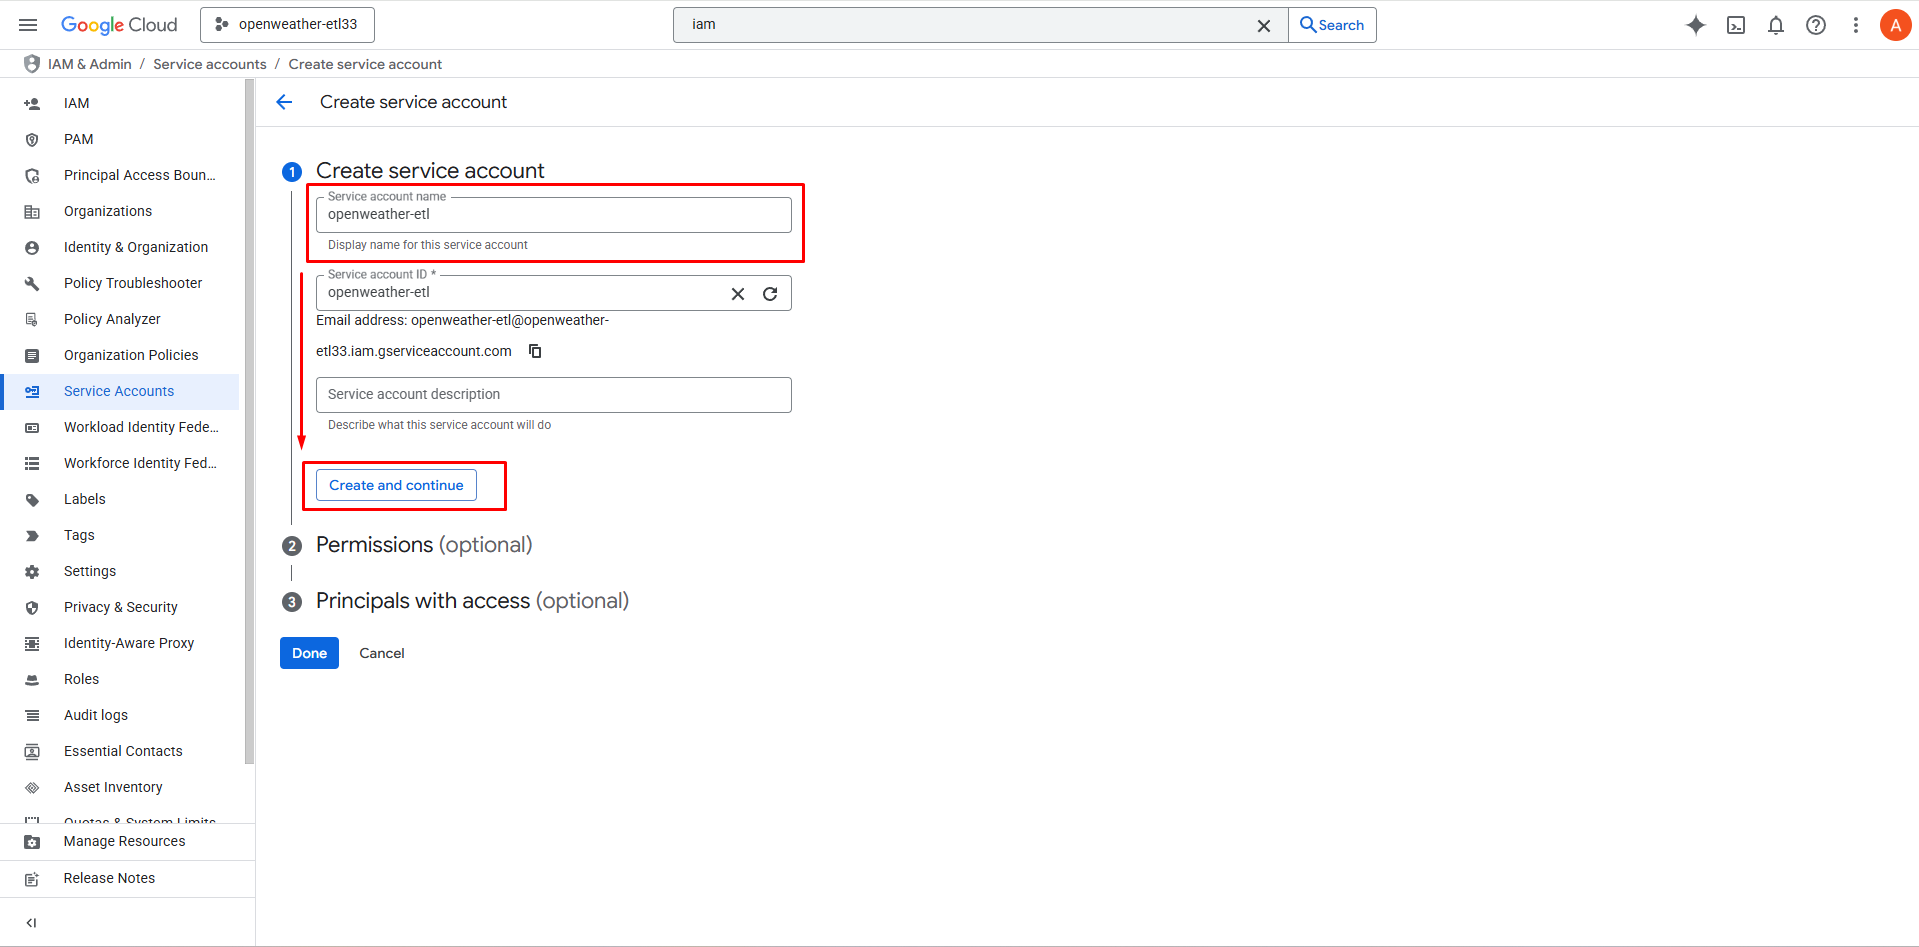 Google Cloud
openweather-etl33
iam
Search
A
IAM & Admin / Service accounts / Create service account
IAM
PAM
Principal Access Boun...
Organizations
Identity & Organization
Policy Troubleshooter
Policy Analyzer
Organization Policies
Service Accounts
Workload Identity Fede...
Workforce Identity Fed...
Labels
Tags
Settings
Privacy & Security
Identity-Aware Proxy
Roles
Audit logs
Essential Contacts
Asset Inventory
Quotas & System Limits
Manage Resources
Release Notes
Create service account
1 Create service account
Service account name
openweather-etl
Display name for this service account
Service account ID *
openweather-etl
Email address: openweather-etl@openweather-
etl33.iam.gserviceaccount.com
Service account description
Describe what this service account will do
Create and continue
2 Permissions (optional)
3 Principals with access (optional)
Done
Cancel